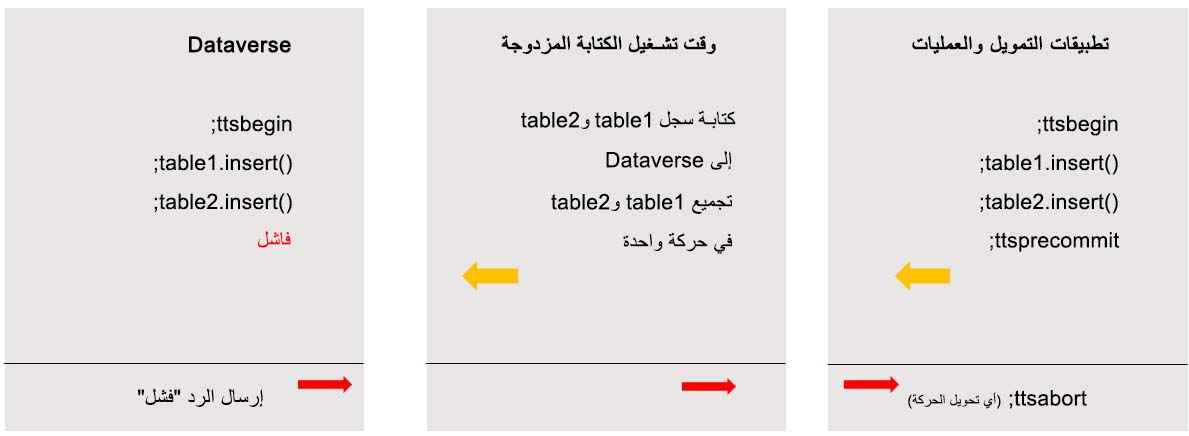 تطبيقات التمويل والعمليات
ttsbegin;
table1.insert();
table2.insert();
ttsprecommit;
ttsabort; (أي تحويل الحركة)
وقت تشغيل الكتابة المزدوجة
كتابة سجل table1 وtable2
إلى Dataverse
تجميع table1 وtable2
في حركة واحدة
Dataverse
ttsbegin;
table1.insert();
table2.insert();
فاشل
إرسال الرد "فشل"